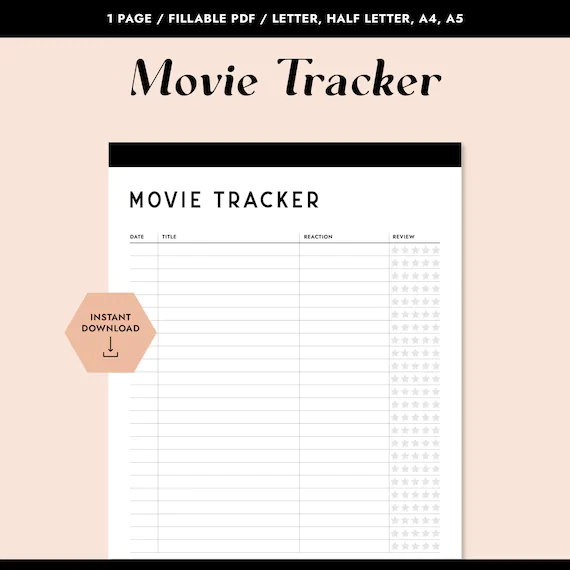 1 PAGE / FILLABLE PDF / LETTER, HALF LETTER, A4, A5
Movie Tracker
MOVIE TRACKER
DATE TITLE REACTION REVIEW
INSTANT
DOWNLOAD